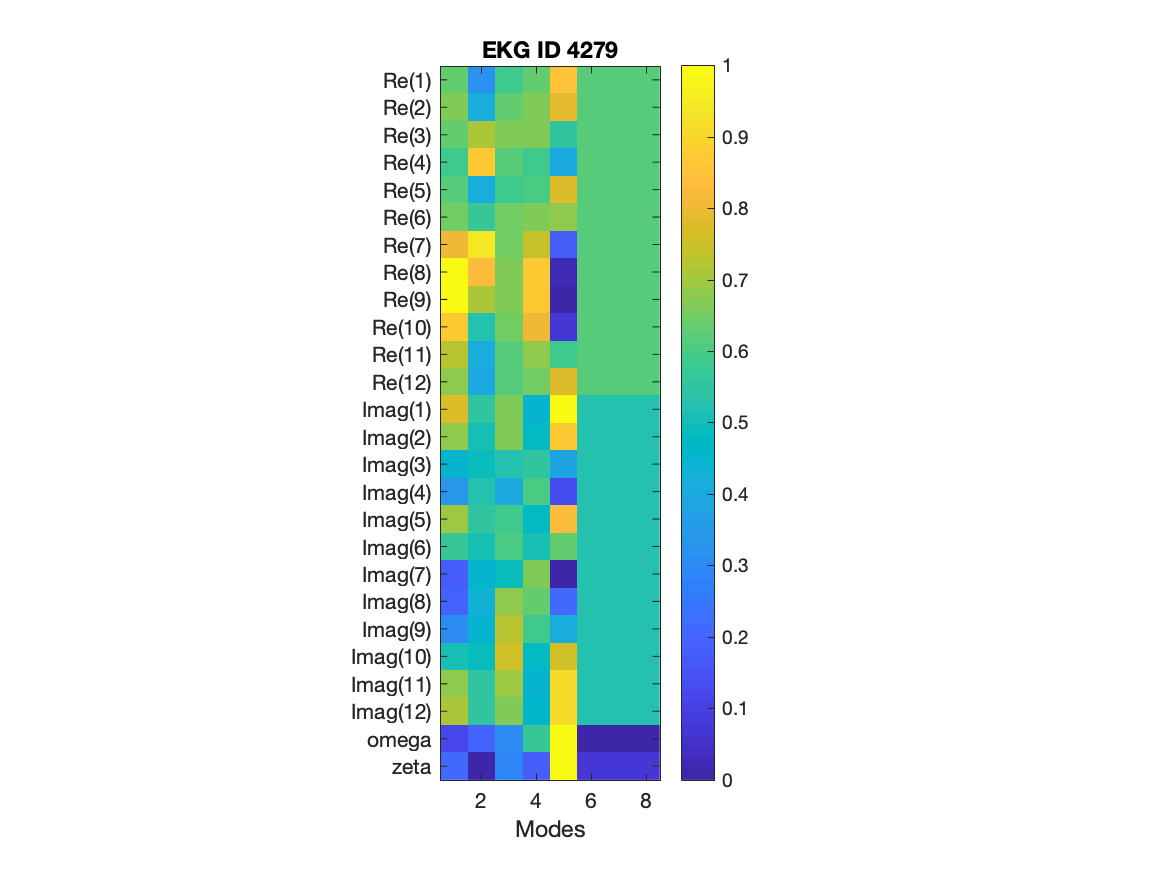 EKG ID 4279
Re(1)
Re(2)
Re(3)
Re(4)
Re(5)
Re(6)
Re(7)
Re(8)
Re(9)
Re(10)
Re(11)
Re(12)
Imag(1)
Imag(2)
Imag(3)
Imag(4)
Imag(5)
Imag(6)
Imag(7)
Imag(8)
Imag(9)
Imag(10)
Imag(11)
Imag(12)
omega
zeta
2 4 6 8
Modes
1
0.9
0.8
0.7
0.6
0.5
0.4
0.3
0.2
0.1
0